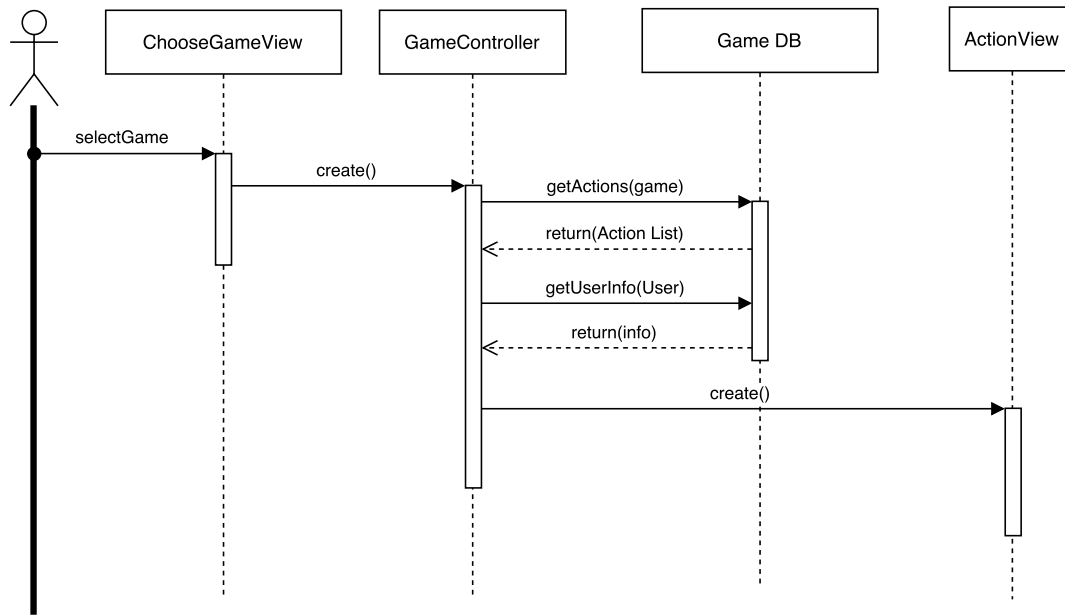 ChooseGameView
GameController
Game DB
ActionView
selectGame
create()
getActions(game)
return(Action List)
getUserInfo(User)
return(info)
create()